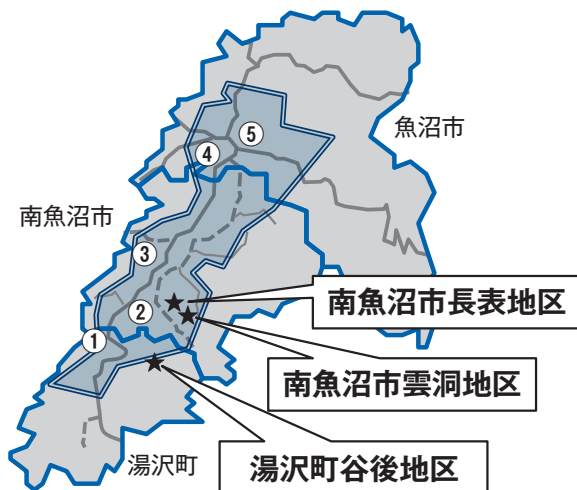 魚沼市
⑤
④
南魚沼市
③
南魚沼市長表地区
②
①
南魚沼市雲洞地区
湯沢町
湯沢町谷後地区